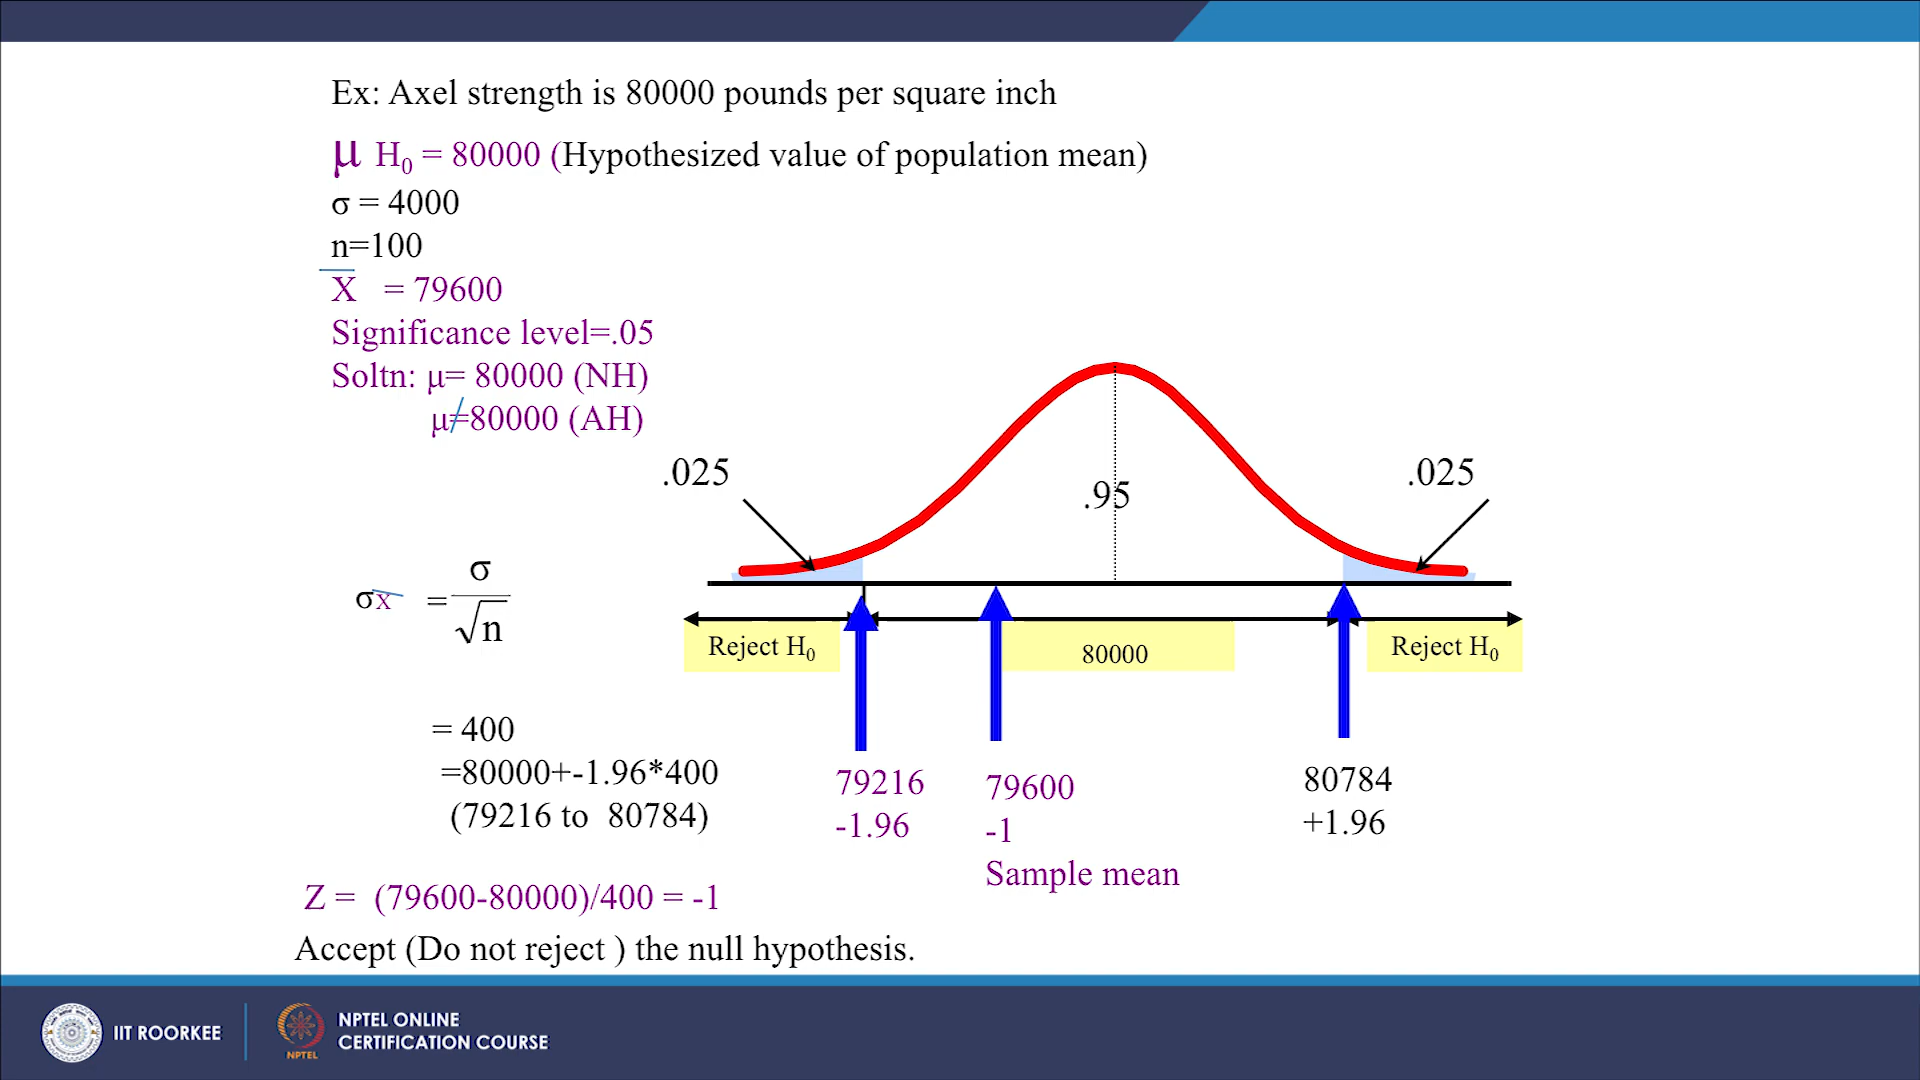 Ex: Axel strength is 80000 pounds per square inch
μ H₀ = 80000 (Hypothesized value of population mean)
σ = 4000
n=100
X̅ = 79600
Significance level=.05
Soltn: μ= 80000 (NH)
μ≠80000 (AH)
.025
.95
.025
σx̅ = σ/√n
Reject H₀
80000
Reject H₀
= 400
=80000+-1.96*400
(79216 to 80784)
79216
-1.96
79600
-1
Sample mean
80784
+1.96
Z = (79600-80000)/400 = -1
Accept (Do not reject ) the null hypothesis.
IIT ROORKEE
NPTEL
NPTEL ONLINE
CERTIFICATION COURSE